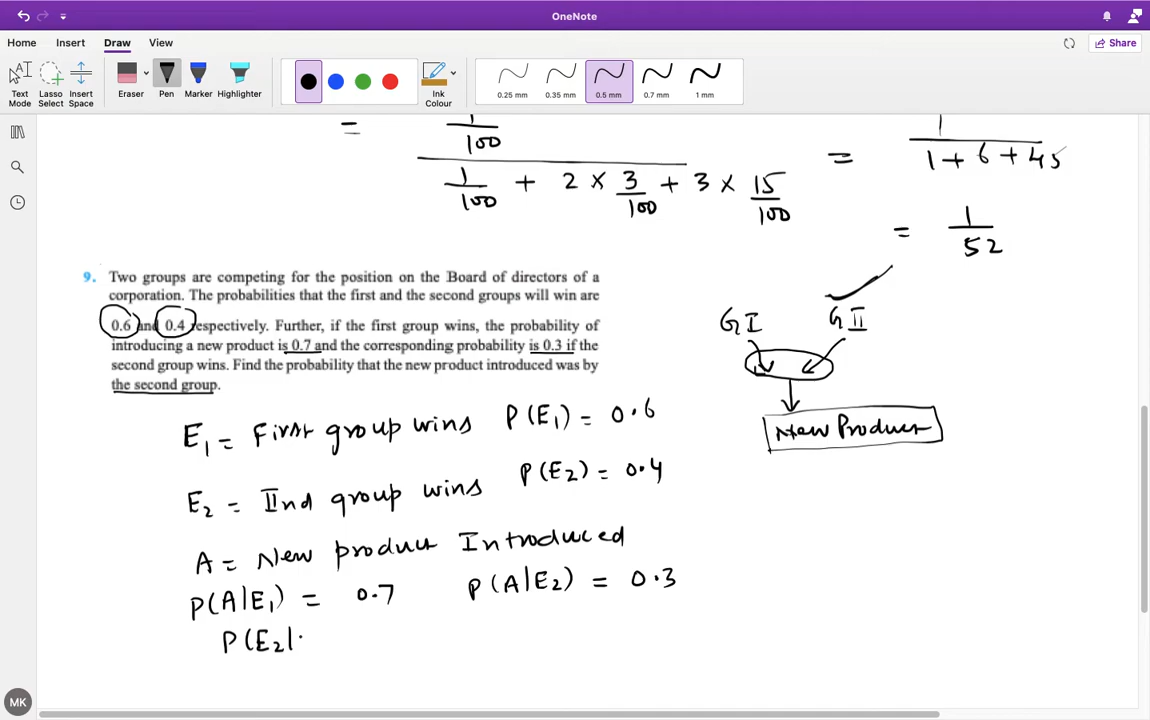 OneNote
Home Insert Draw View
Share
Text Mode
Lasso Select
Insert Space
Eraser
Pen
Marker
Highlighter
0.25 mm
0.35 mm
0.5 mm
0.7 mm
1 mm
Ink Colour
= 1/100 / 1/100 + 2 × 3/100 + 3 × 15/100 = 1/1 + 6 + 45
= 1/52
9. Two groups are competing for the position on the Board of directors of a
corporation. The probabilities that the first and the second groups will win are
0.6 and 0.4 respectively. Further, if the first group wins, the probability of
introducing a new product is 0.7 and the corresponding probability is 0.3 if the
second group wins. Find the probability that the new product introduced was by
the second group.
GI GII
New Product
E₁ = First group wins P(E₁) = 0.6
E₂ = IInd group wins P(E₂) = 0.4
A = New product Introduced
P(A|E₁) = 0.7 P(A|E₂) = 0.3
P(E₂|
MK